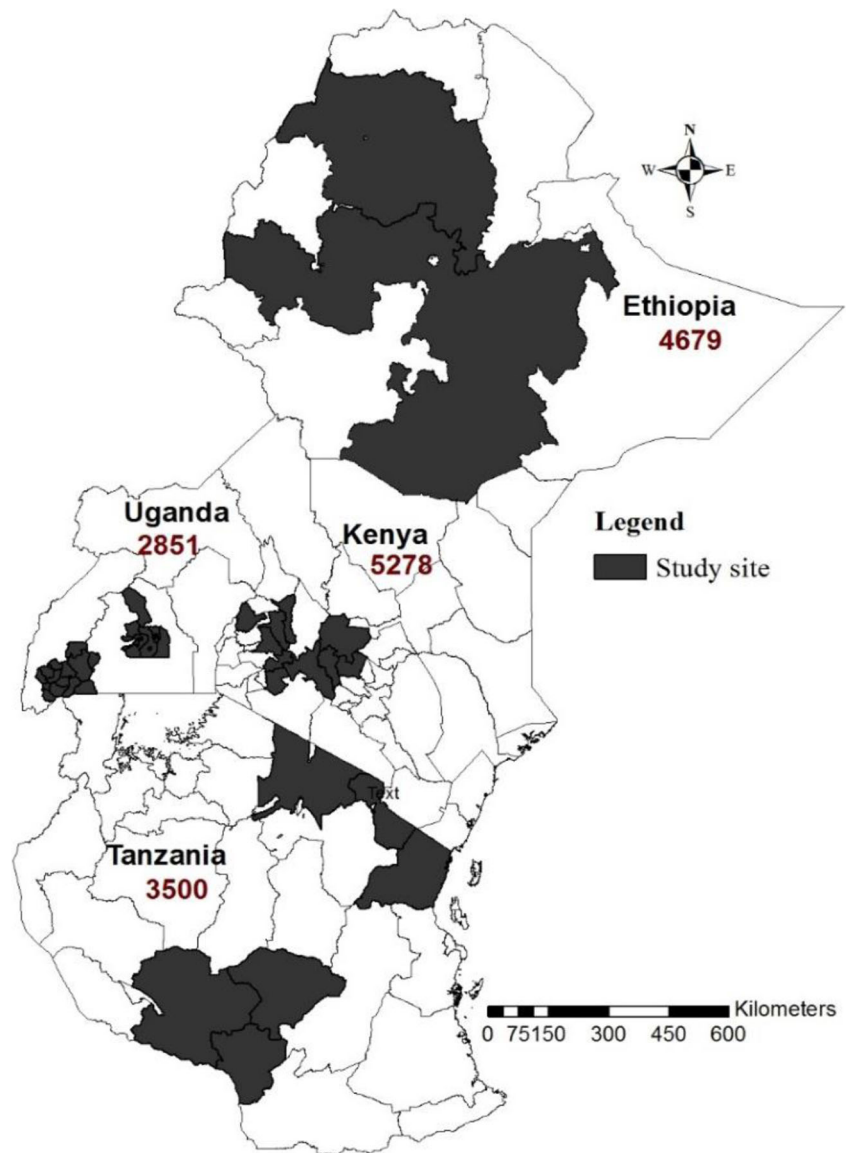 N
W E
S
Ethiopia
4679
Uganda
2851
Kenya
5278
Legend
Study site
Text
Tanzania
3500
Kilometers
0 75150 300 450 600